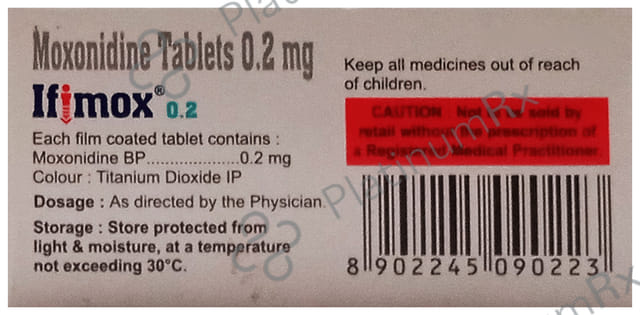 Moxonidine Tablets 0.2 mg
Ifimox® 0.2
Each film coated tablet contains :
Moxonidine BP....................0.2 mg
Colour : Titanium Dioxide IP
Dosage : As directed by the Physician.
Storage : Store protected from
light & moisture, at a temperature
not exceeding 30°C.
Keep all medicines out of reach
of children.
CAUTION Not sold by
retail without prescription of
a Registered Medical Practitioner
8 902245 090223
PlatinumRx